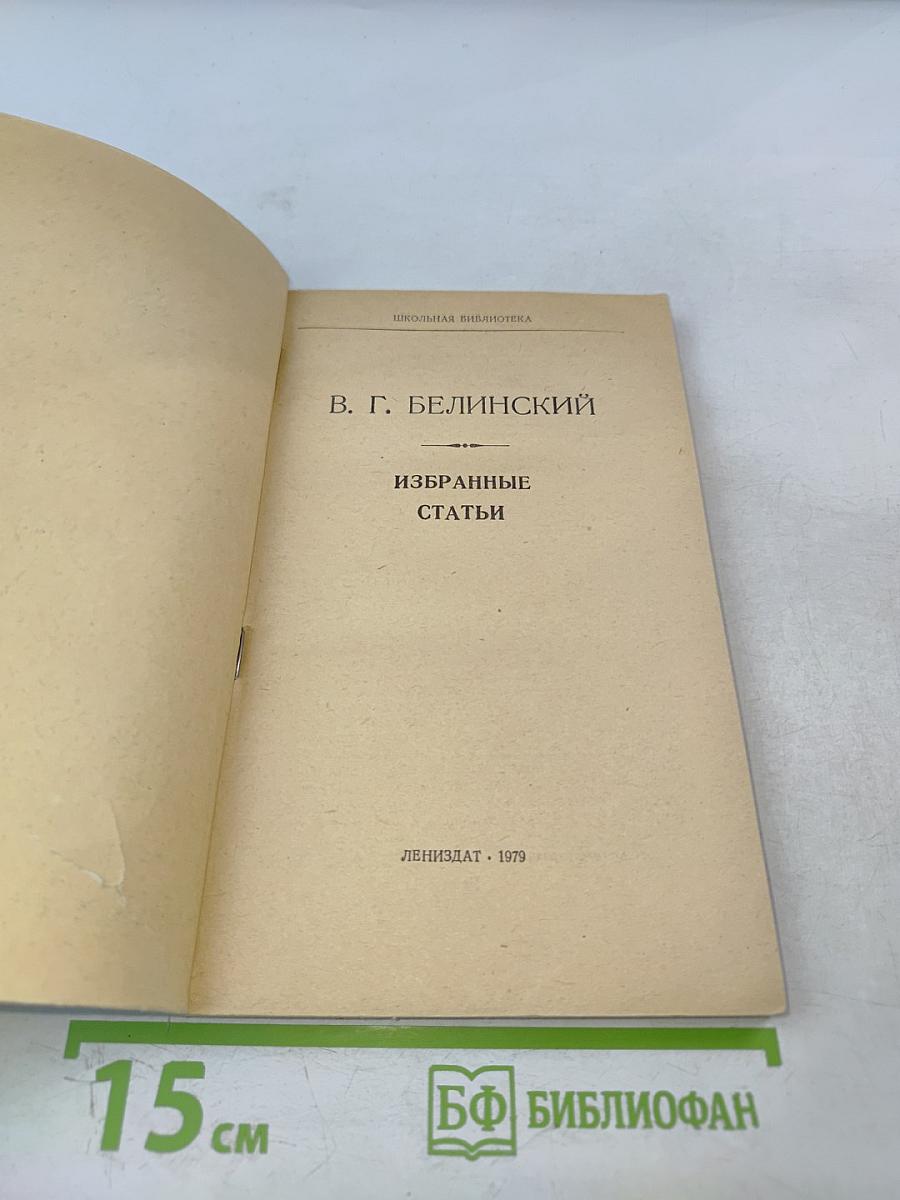 ШКОЛЬНАЯ БИБЛИОТЕКА
В. Г. БЕЛИНСКИЙ
ИЗБРАННЫЕ
СТАТЬИ
ЛЕНИЗДАТ • 1979
15 см
БФ БИБЛИОФАН